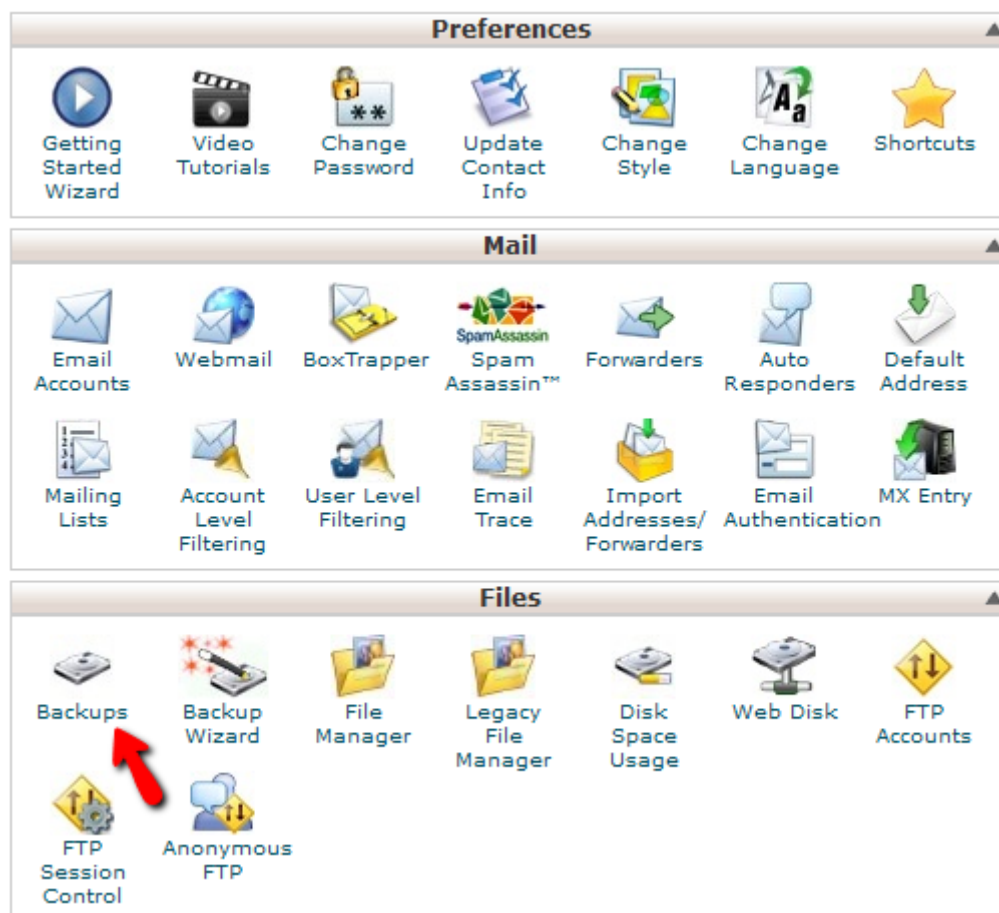 Preferences
Getting Started Wizard
Video Tutorials
Change Password
Update Contact Info
Change Style
Change Language
Shortcuts
Mail
Email Accounts
Webmail
BoxTrapper
SpamAssassin
Spam Assassin™
Forwarders
Auto Responders
Default Address
Mailing Lists
Account Level Filtering
User Level Filtering
Email Trace
Import Addresses/ Forwarders
Email Authentication
MX Entry
Files
Backups
Backup Wizard
File Manager
Legacy File Manager
Disk Space Usage
Web Disk
FTP Accounts
FTP Session Control
Anonymous FTP